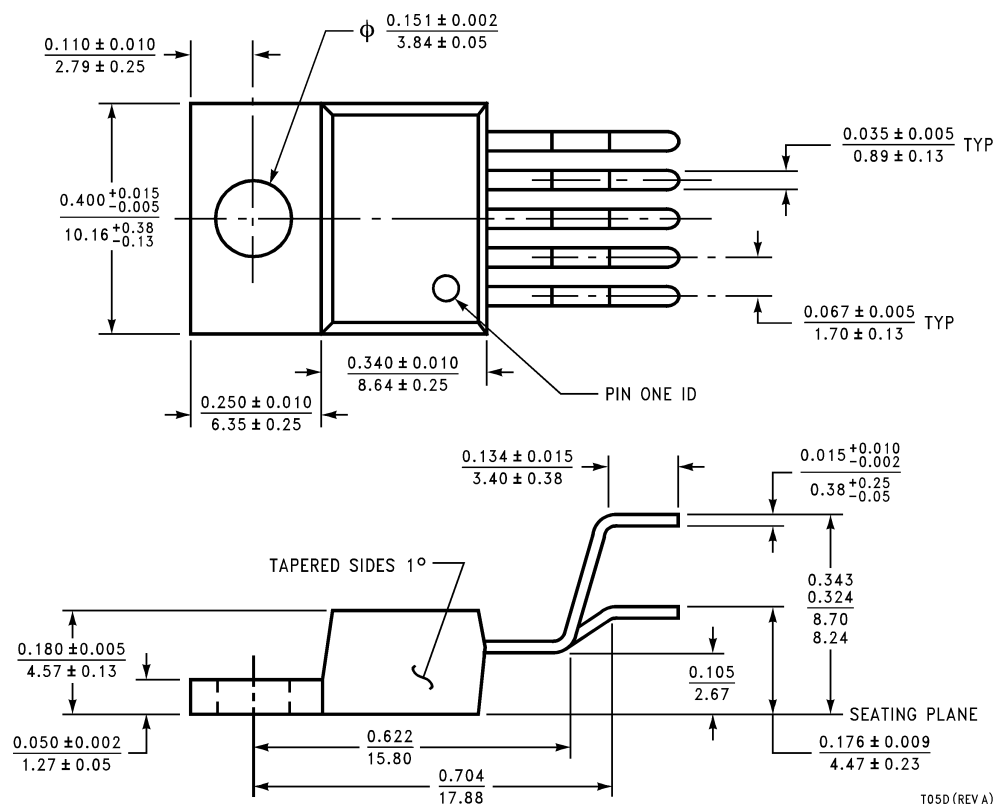 ϕ 0.151 ± 0.002
3.84 ± 0.05
0.110 ± 0.010
2.79 ± 0.25
0.035 ± 0.005
0.89 ± 0.13 TYP
0.400 +0.015 -0.005
10.16 +0.38 -0.13
0.067 ± 0.005
1.70 ± 0.13 TYP
0.340 ± 0.010
8.64 ± 0.25
PIN ONE ID
0.250 ± 0.010
6.35 ± 0.25
0.134 ± 0.015
3.40 ± 0.38
0.015 +0.010 -0.002
0.38 +0.25 -0.05
TAPERED SIDES 1°
0.343
0.324
8.70
8.24
0.180 ± 0.005
4.57 ± 0.13
0.105
2.67
SEATING PLANE
0.050 ± 0.002
1.27 ± 0.05
0.622
15.80
0.176 ± 0.009
4.47 ± 0.23
0.704
17.88
T05D (REV A)